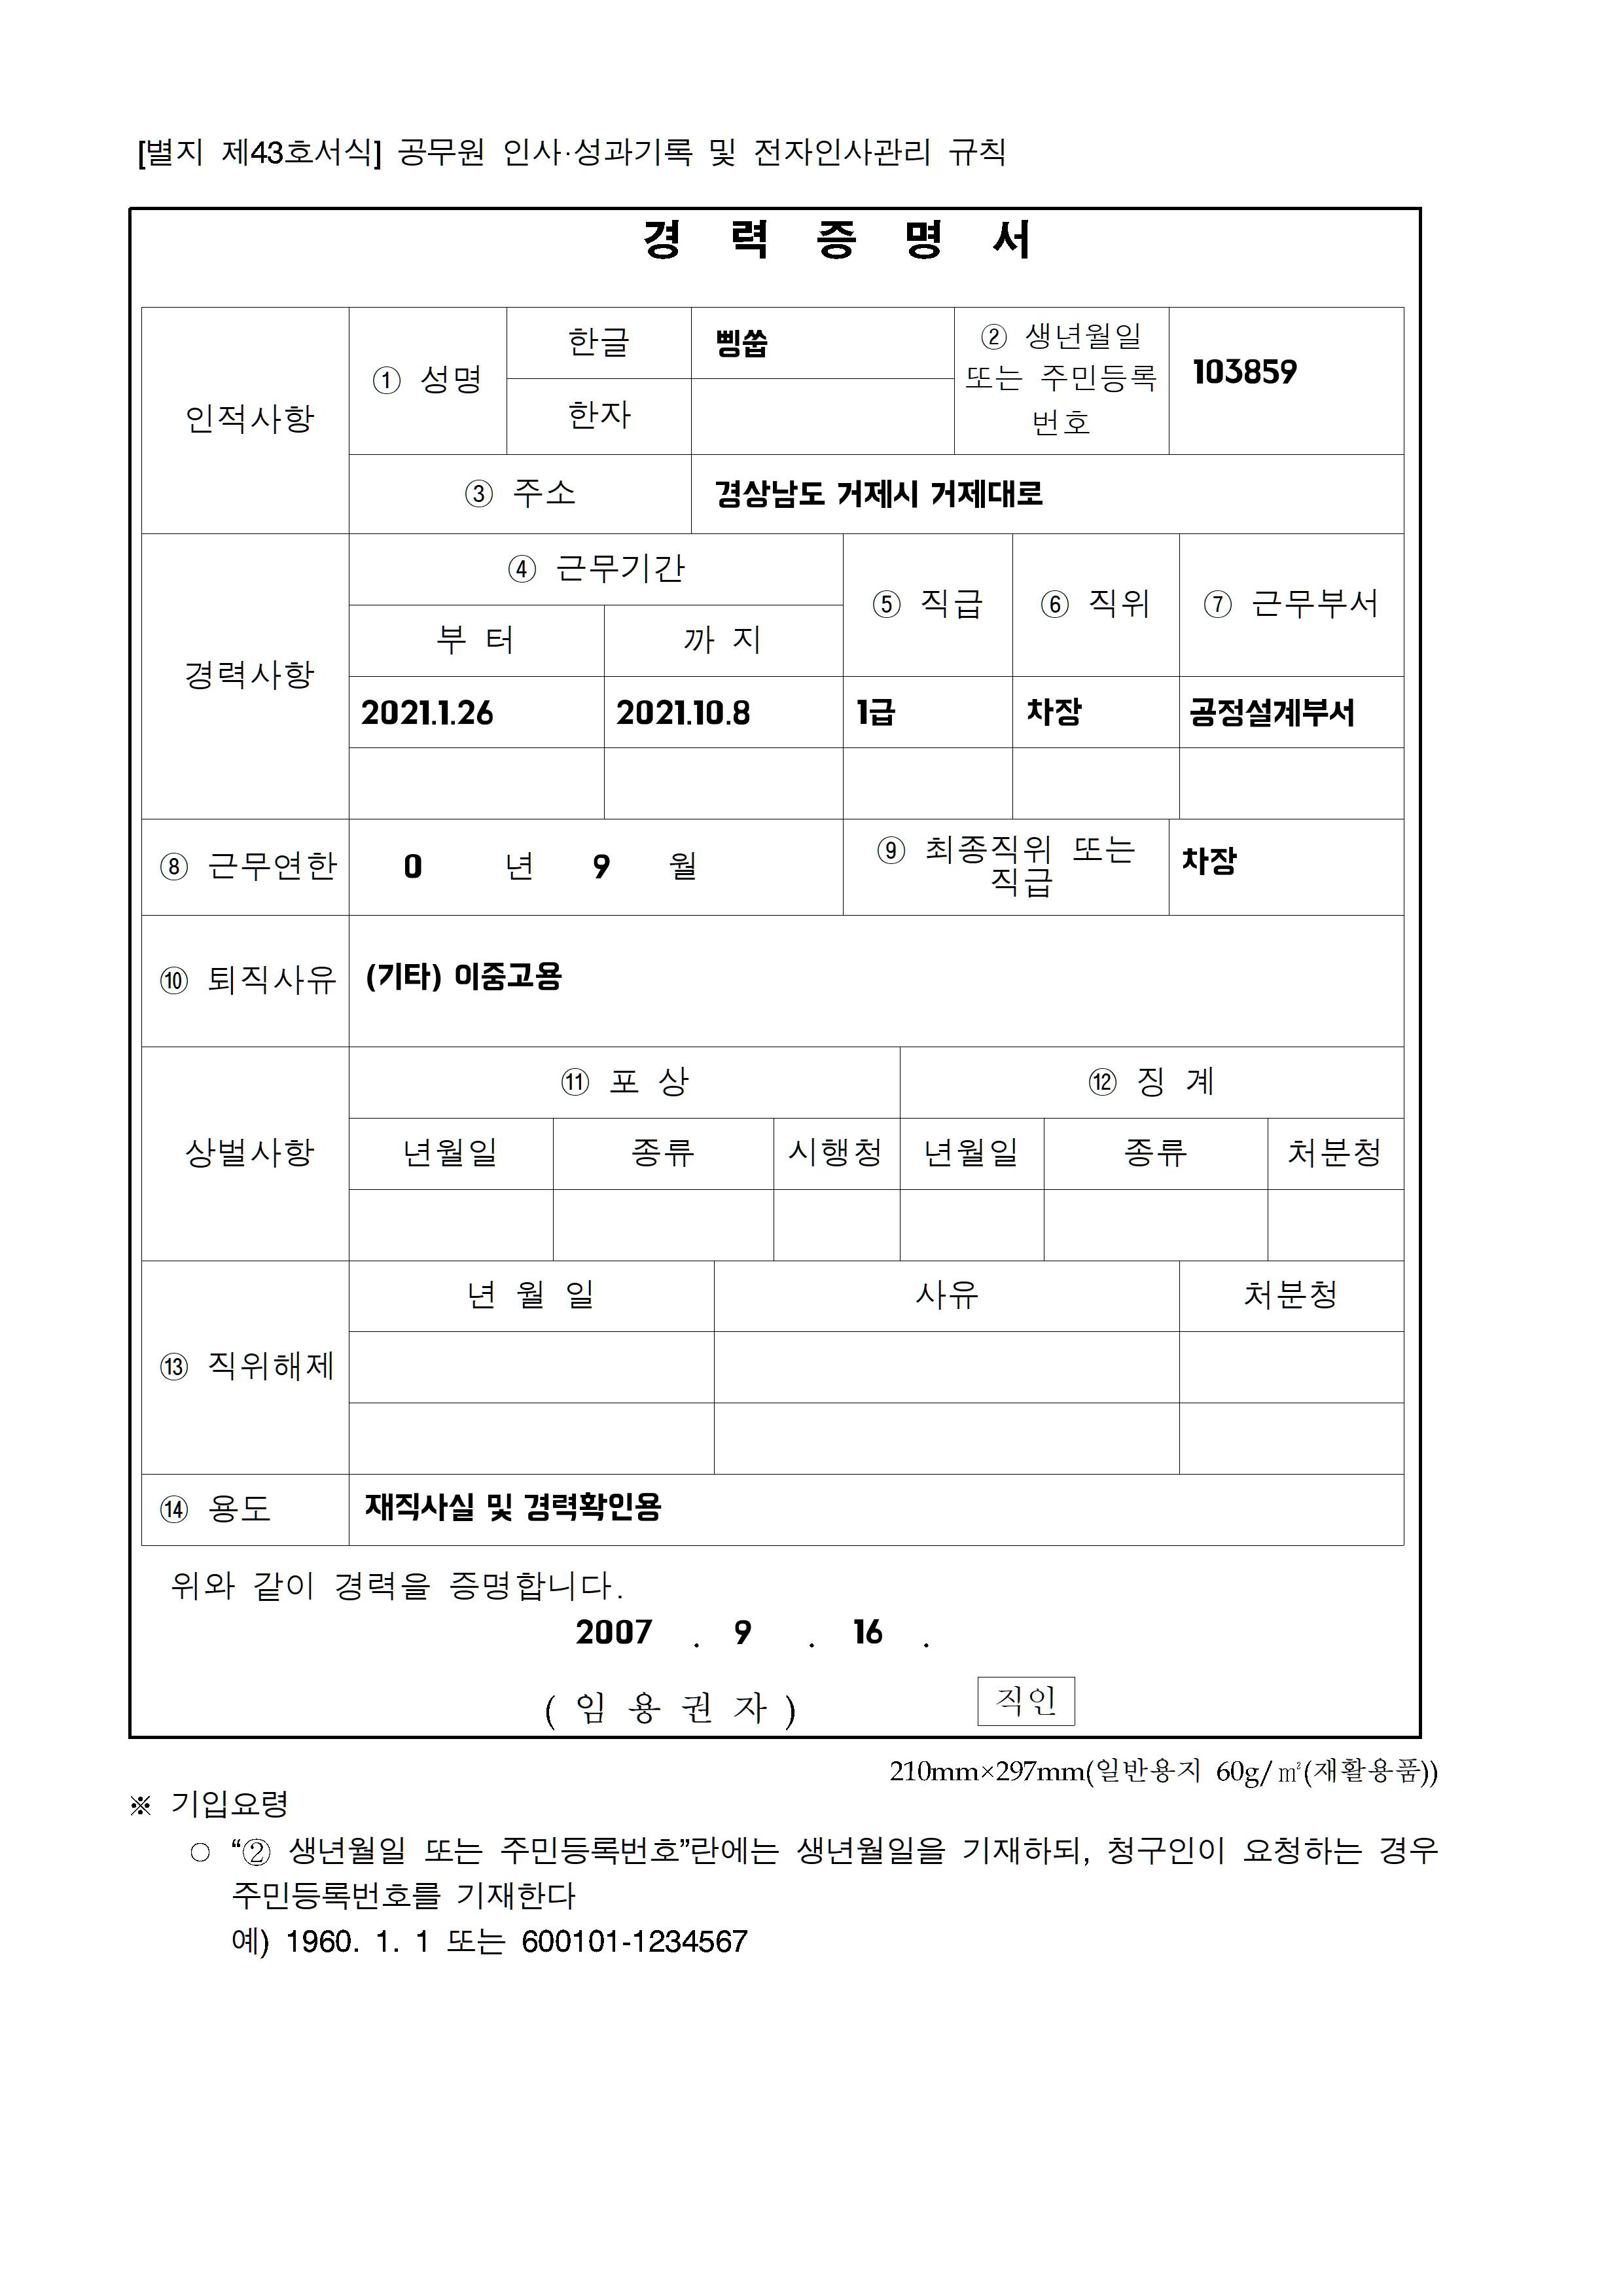 [별지 제43호서식] 공무원 인사·성과기록 및 전자인사관리 규칙
경 력 증 명 서
인적사항
① 성명
한글
삥쑵
② 생년월일
또는 주민등록
번호
103859
한자
③ 주소
경상남도 거제시 거제대로
경력사항
④ 근무기간
⑤ 직급
⑥ 직위
⑦ 근무부서
부 터
까 지
2021.1.26
2021.10.8
1급
차장
공정설계부서
⑧ 근무연한
0 년 9 월
⑨ 최종직위 또는
직급
차장
⑩ 퇴직사유
(기타) 이중고용
상벌사항
⑪ 포 상
⑫ 징 계
년월일
종류
시행청
년월일
종류
처분청
⑬ 직위해제
년 월 일
사유
처분청
⑭ 용도
재직사실 및 경력확인용
위와 같이 경력을 증명합니다.
2007 . 9 . 16 .
( 임 용 권 자 )
직인
210mm×297mm(일반용지 60g/㎡(재활용품))
※ 기입요령
○ “② 생년월일 또는 주민등록번호”란에는 생년월일을 기재하되, 청구인이 요청하는 경우
주민등록번호를 기재한다
예) 1960. 1. 1 또는 600101-1234567